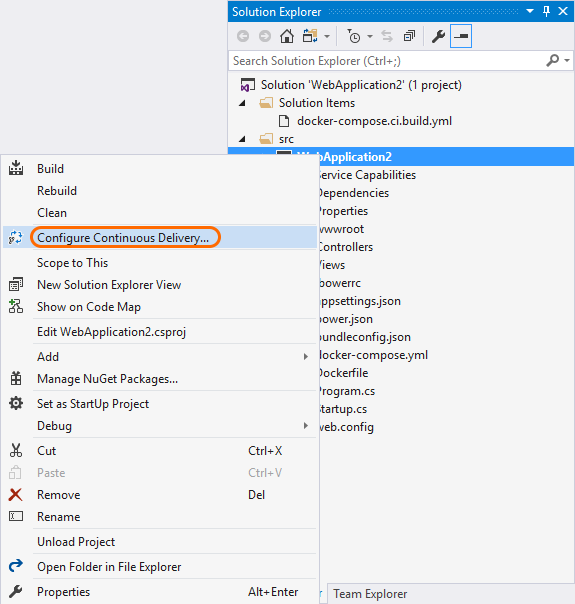 Solution Explorer
Search Solution Explorer (Ctrl+;)
Solution 'WebApplication2' (1 project)
Solution Items
docker-compose.ci.build.yml
src
WebApplication2
Service Capabilities
Dependencies
Properties
wwwroot
Controllers
Views
bowerrc
appsettings.json
bower.json
bundleconfig.json
docker-compose.yml
Dockerfile
Program.cs
Startup.cs
web.config
Build
Rebuild
Clean
Configure Continuous Delivery...
Scope to This
New Solution Explorer View
Show on Code Map
Edit WebApplication2.csproj
Add
Manage NuGet Packages...
Set as StartUp Project
Debug
Cut Ctrl+X
Paste Ctrl+V
Remove Del
Rename
Unload Project
Open Folder in File Explorer
Properties Alt+Enter
Team Explorer